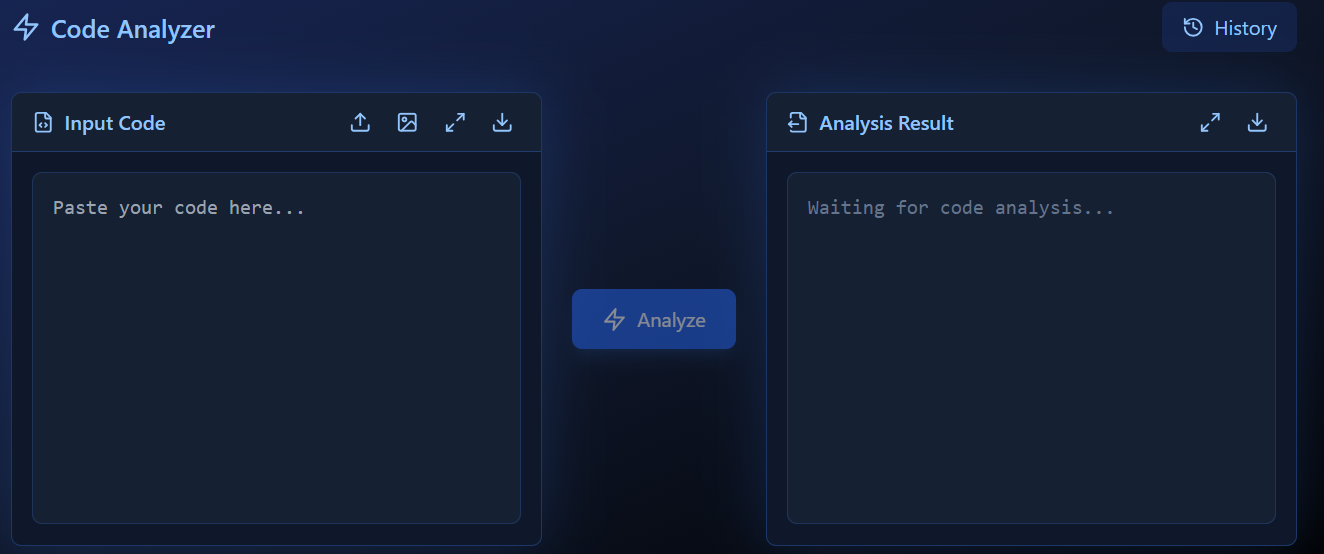 Code Analyzer
History
Input Code
Analysis Result
Paste your code here...
Waiting for code analysis...
Analyze